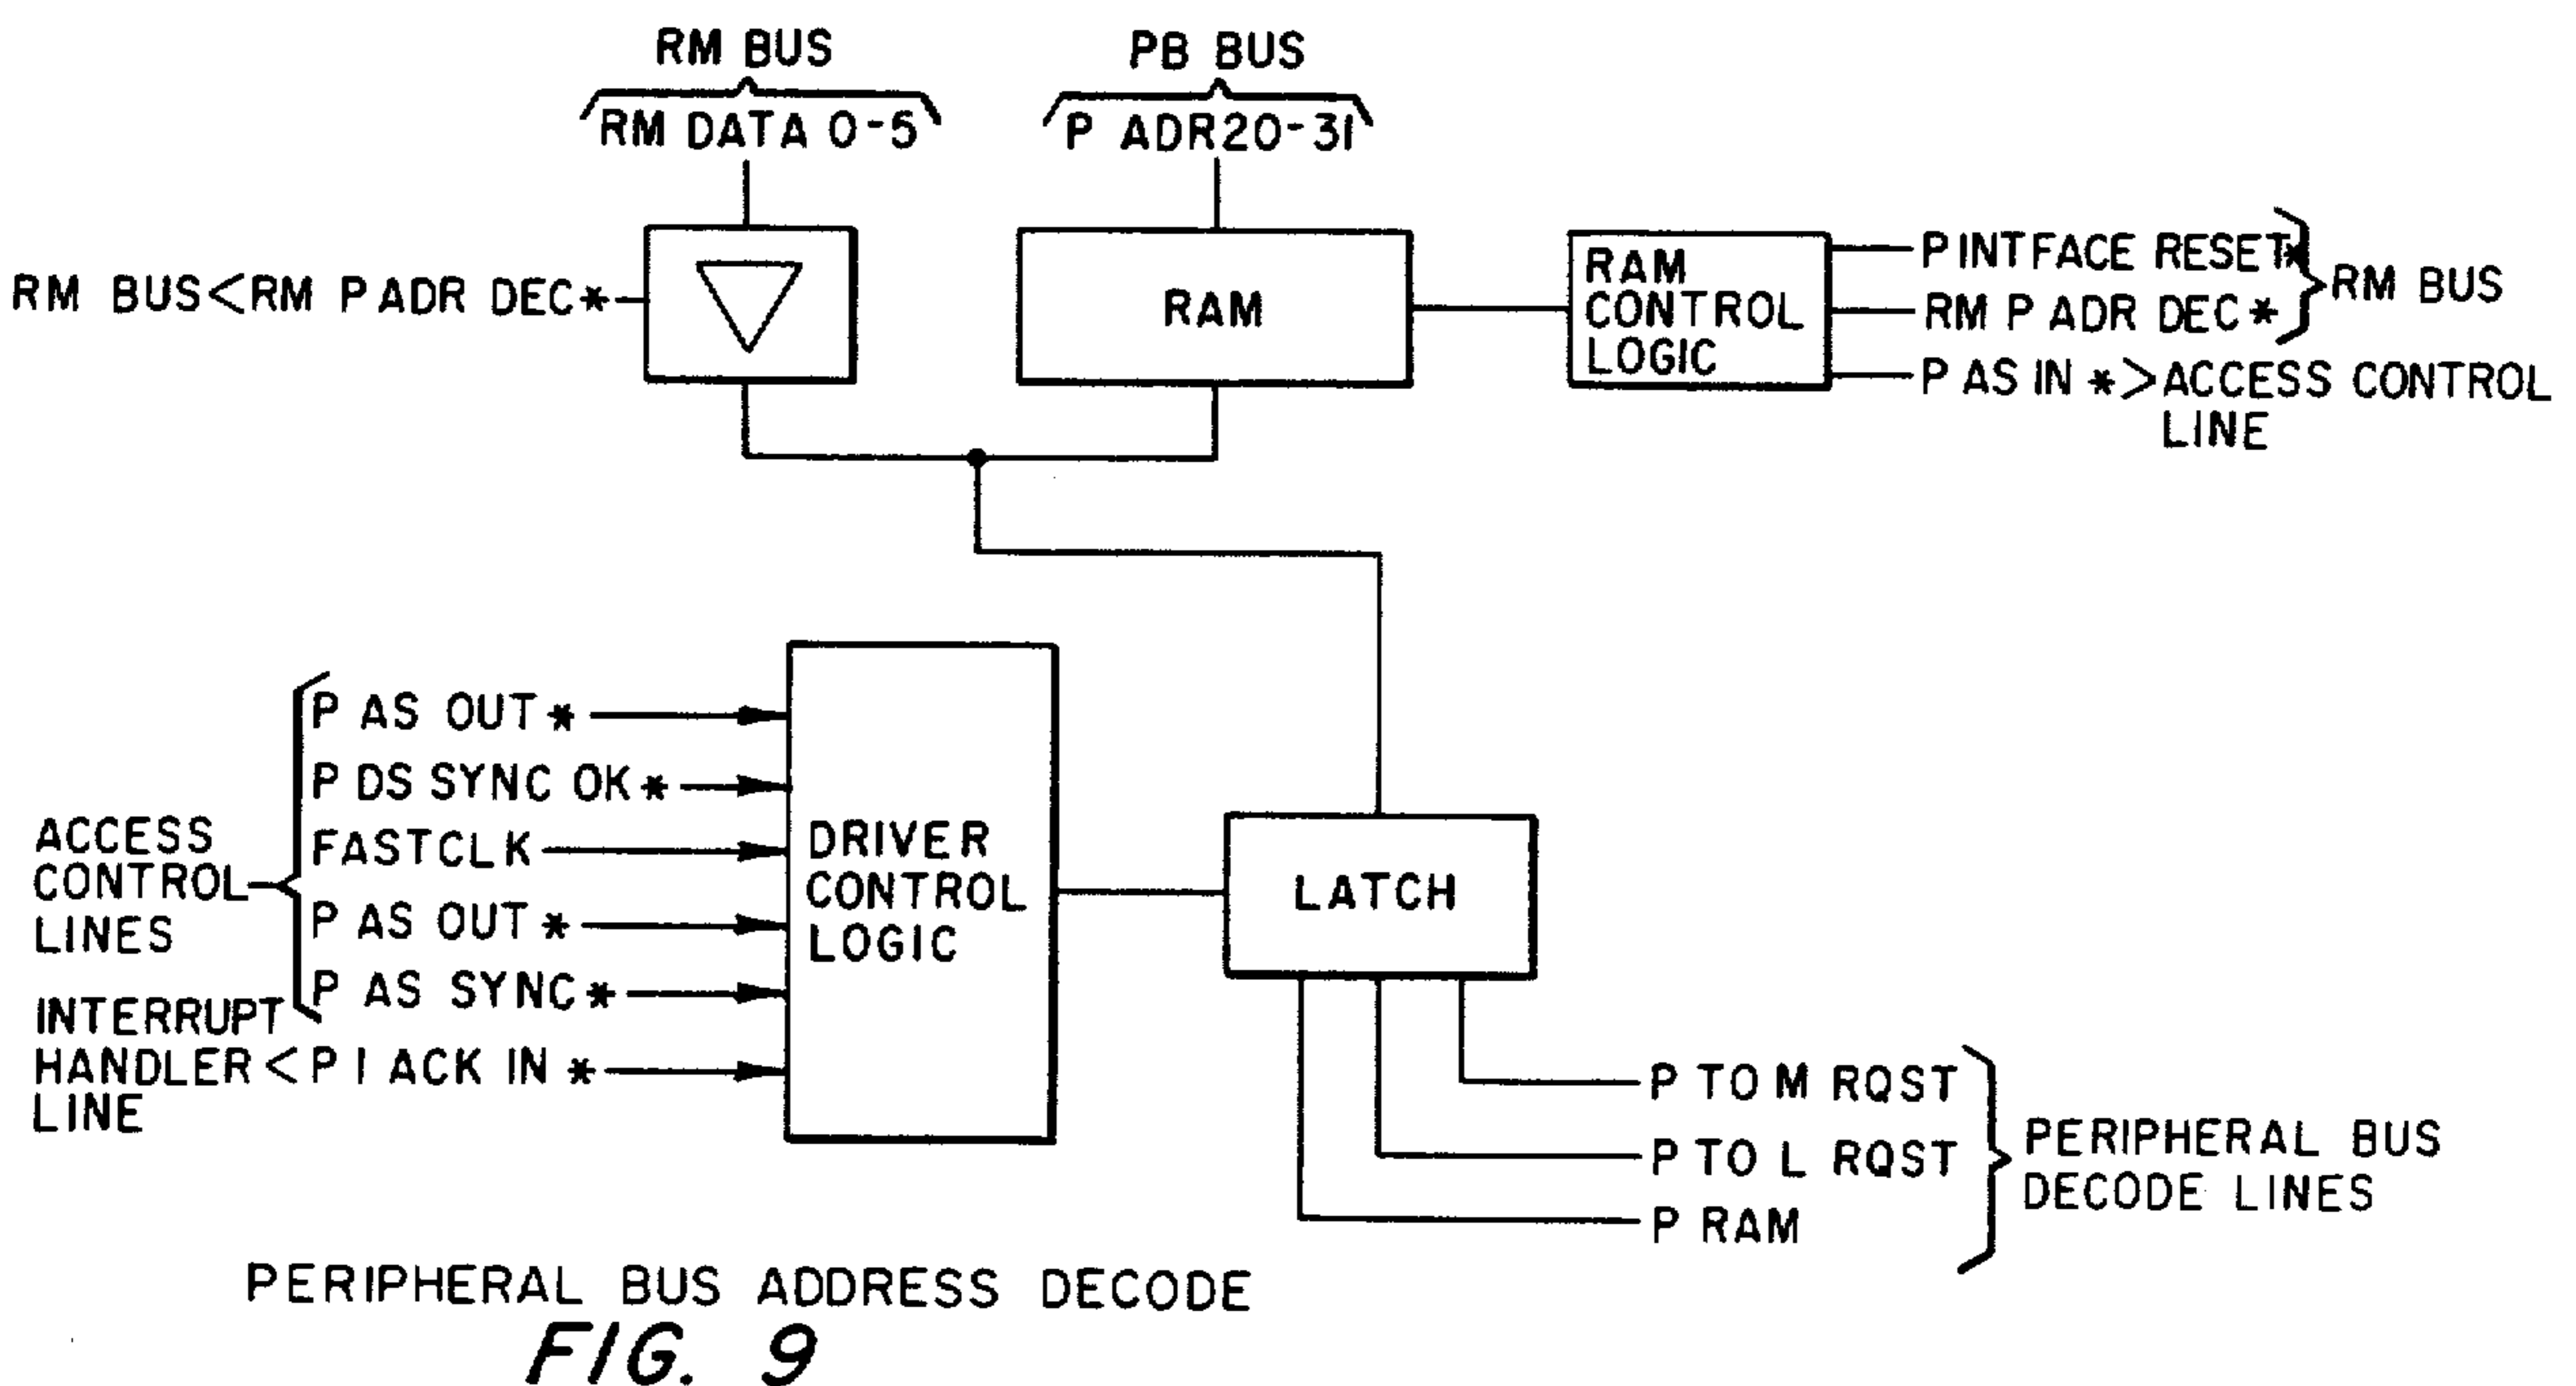 RM BUS
RM DATA 0-5
PB BUS
P ADR20-31
RM BUS<RM P ADR DEC*
RAM
RAM
CONTROL
LOGIC
P INTFACE RESET*
RM P ADR DEC*
RM BUS
P AS IN *>ACCESS CONTROL
LINE
ACCESS
CONTROL
LINES
P AS OUT*
P DS SYNC OK*
FASTCLK
P AS OUT*
P AS SYNC*
INTERRUPT
HANDLER<P I ACK IN *
LINE
DRIVER
CONTROL
LOGIC
LATCH
P TO M RQST
P TO L RQST
P RAM
PERIPHERAL BUS
DECODE LINES
PERIPHERAL BUS ADDRESS DECODE
FIG. 9